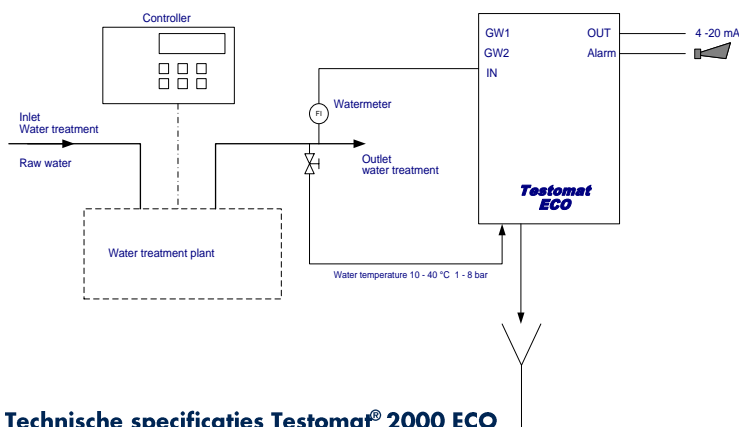 Controller
GW1
GW2
IN
OUT
Alarm
4 -20 mA
Watermeter
FI
Inlet
Water treatment
Raw water
Outlet
water treatment
Testomat
ECO
Water treatment plant
Water temperature 10 - 40 °C 1 - 8 bar
Technische specificaties Testomat® 2000 ECO